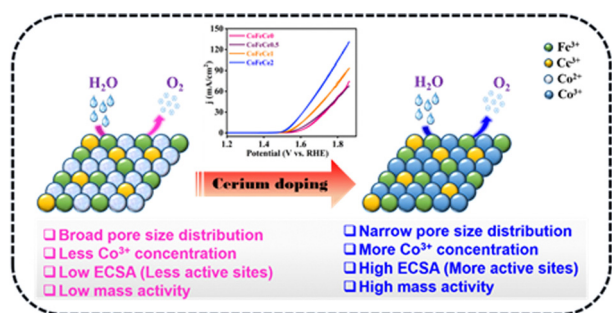 H₂O
O₂
j (mA/cm²)
150
120
90
60
30
0
CoFeCe0
CoFeCe0.5
CoFeCe1
CoFeCe2
1.2
1.4
1.6
1.8
Potential (V vs. RHE)
H₂O
O₂
Fe³⁺
Ce³⁺
Co²⁺
Co³⁺
Cerium doping
❑ Broad pore size distribution
❑ Less Co³⁺ concentration
❑ Low ECSA (Less active sites)
❑ Low mass activity
❑ Narrow pore size distribution
❑ More Co³⁺ concentration
❑ High ECSA (More active sites)
❑ High mass activity